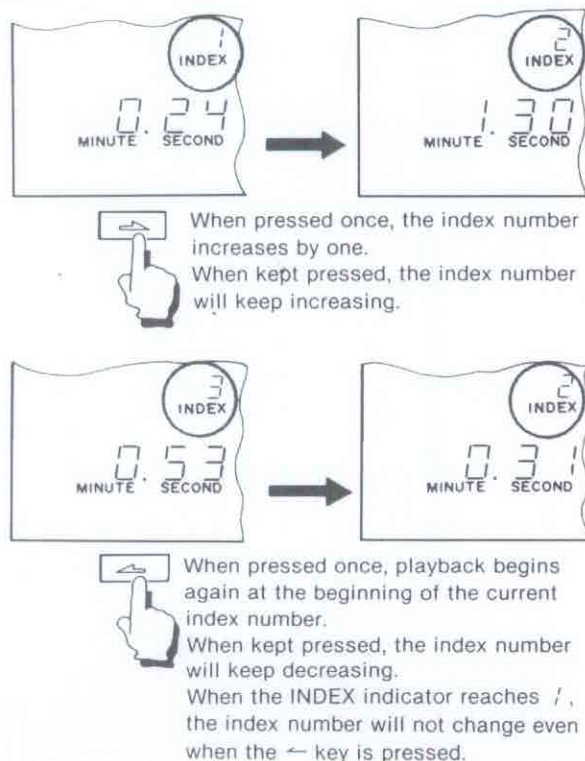 1 2
INDEX INDEX
0. 24 1. 30
MINUTE SECOND MINUTE SECOND
When pressed once, the index number
increases by one.
When kept pressed, the index number
will keep increasing.
3 2
INDEX INDEX
0. 53 0. 31
MINUTE SECOND MINUTE SECOND
When pressed once, playback begins
again at the beginning of the current
index number.
When kept pressed, the index number
will keep decreasing.
When the INDEX indicator reaches 1,
the index number will not change even
when the ← key is pressed.